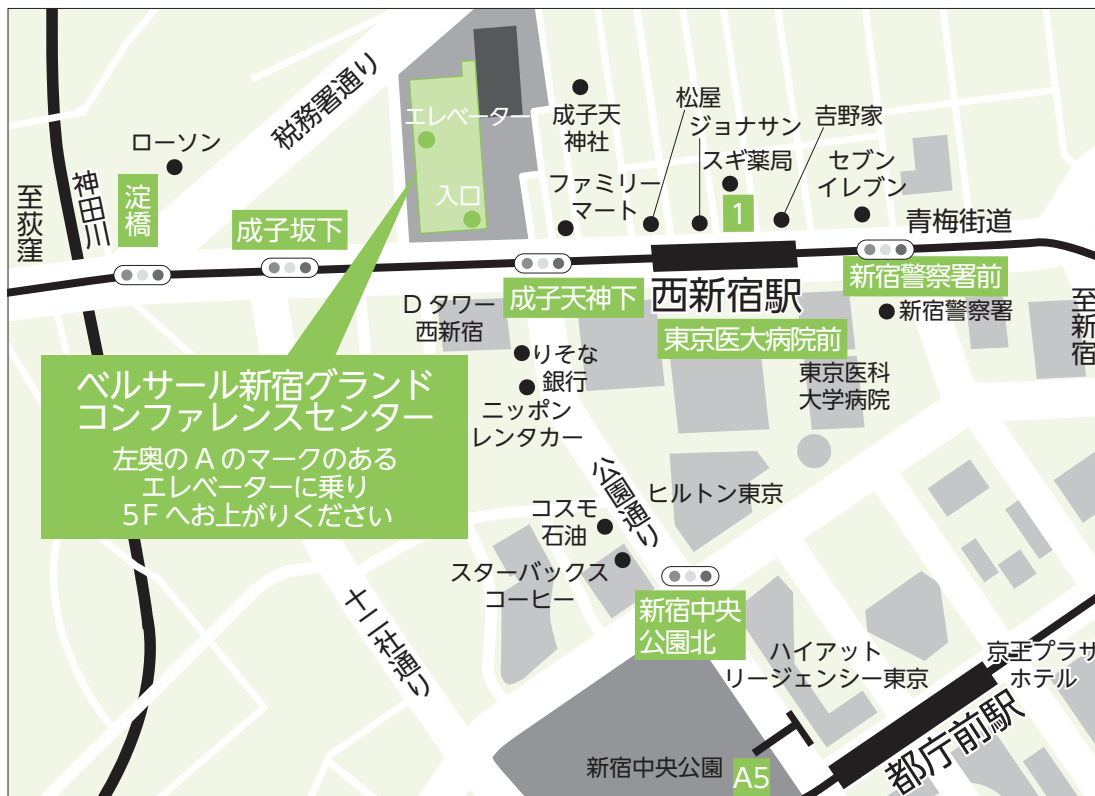 税務署通り
ローソン
至荻窪
神田川
淀橋
成子坂下
エレベーター
入口
成子天
神社
松屋
ジョナサン
スギ薬局
吉野家
セブン
イレブン
ファミリー
マート
1
青梅街道
成子天神下
西新宿駅
新宿警察署前
新宿警察署
至新宿
東京医大病院前
Dタワー
西新宿
りそな
銀行
ニッポン
レンタカー
東京医科
大学病院
ベルサール新宿グランド
コンファレンスセンター
左奥の A のマークのある
エレベーターに乗り
5F へお上がりください
公園通り
ヒルトン東京
コスモ
石油
スターバックス
コーヒー
十二社通り
新宿中央
公園北
ハイアット
リージェンシー東京
京王プラザ
ホテル
都庁前駅
新宿中央公園
A5